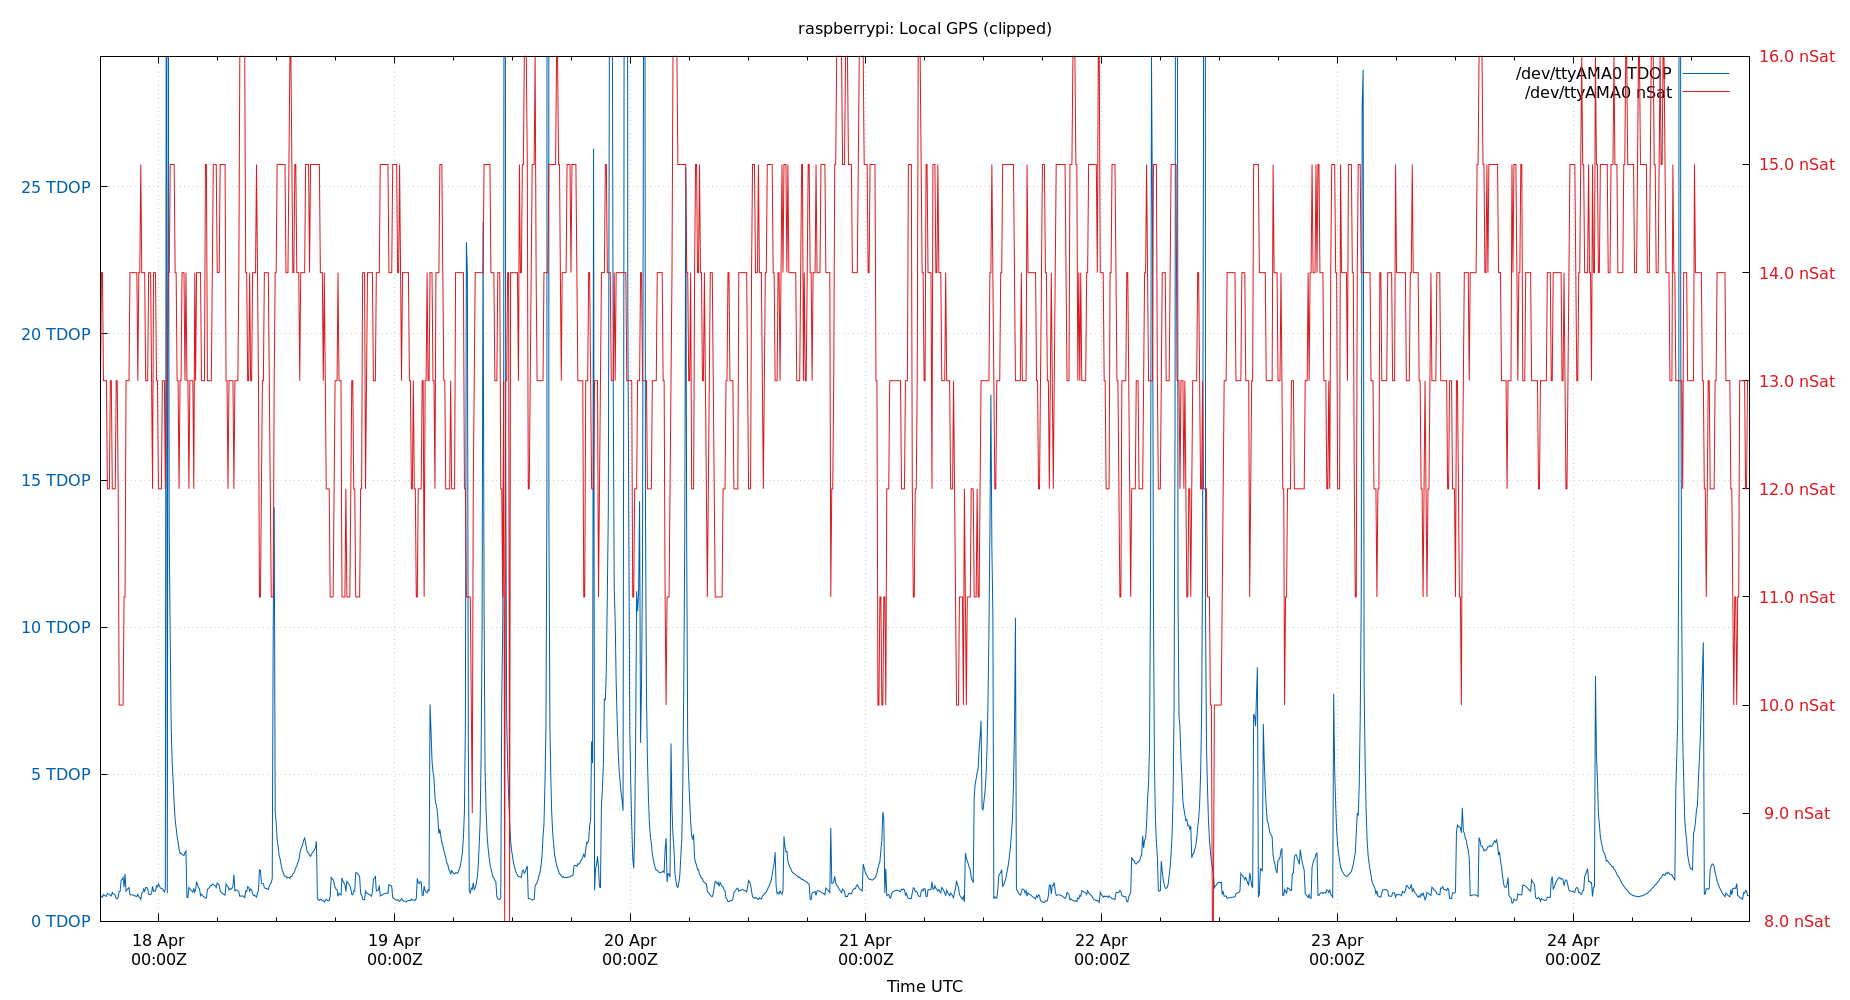 raspberrypi: Local GPS (clipped)
16.0 nSat
/dev/ttyAMA0 TDOP
/dev/ttyAMA0 nSat
15.0 nSat
25 TDOP
14.0 nSat
20 TDOP
13.0 nSat
15 TDOP
12.0 nSat
11.0 nSat
10 TDOP
10.0 nSat
5 TDOP
9.0 nSat
0 TDOP
8.0 nSat
18 Apr 19 Apr 20 Apr 21 Apr 22 Apr 23 Apr 24 Apr
00:00Z 00:00Z 00:00Z 00:00Z 00:00Z 00:00Z 00:00Z
Time UTC